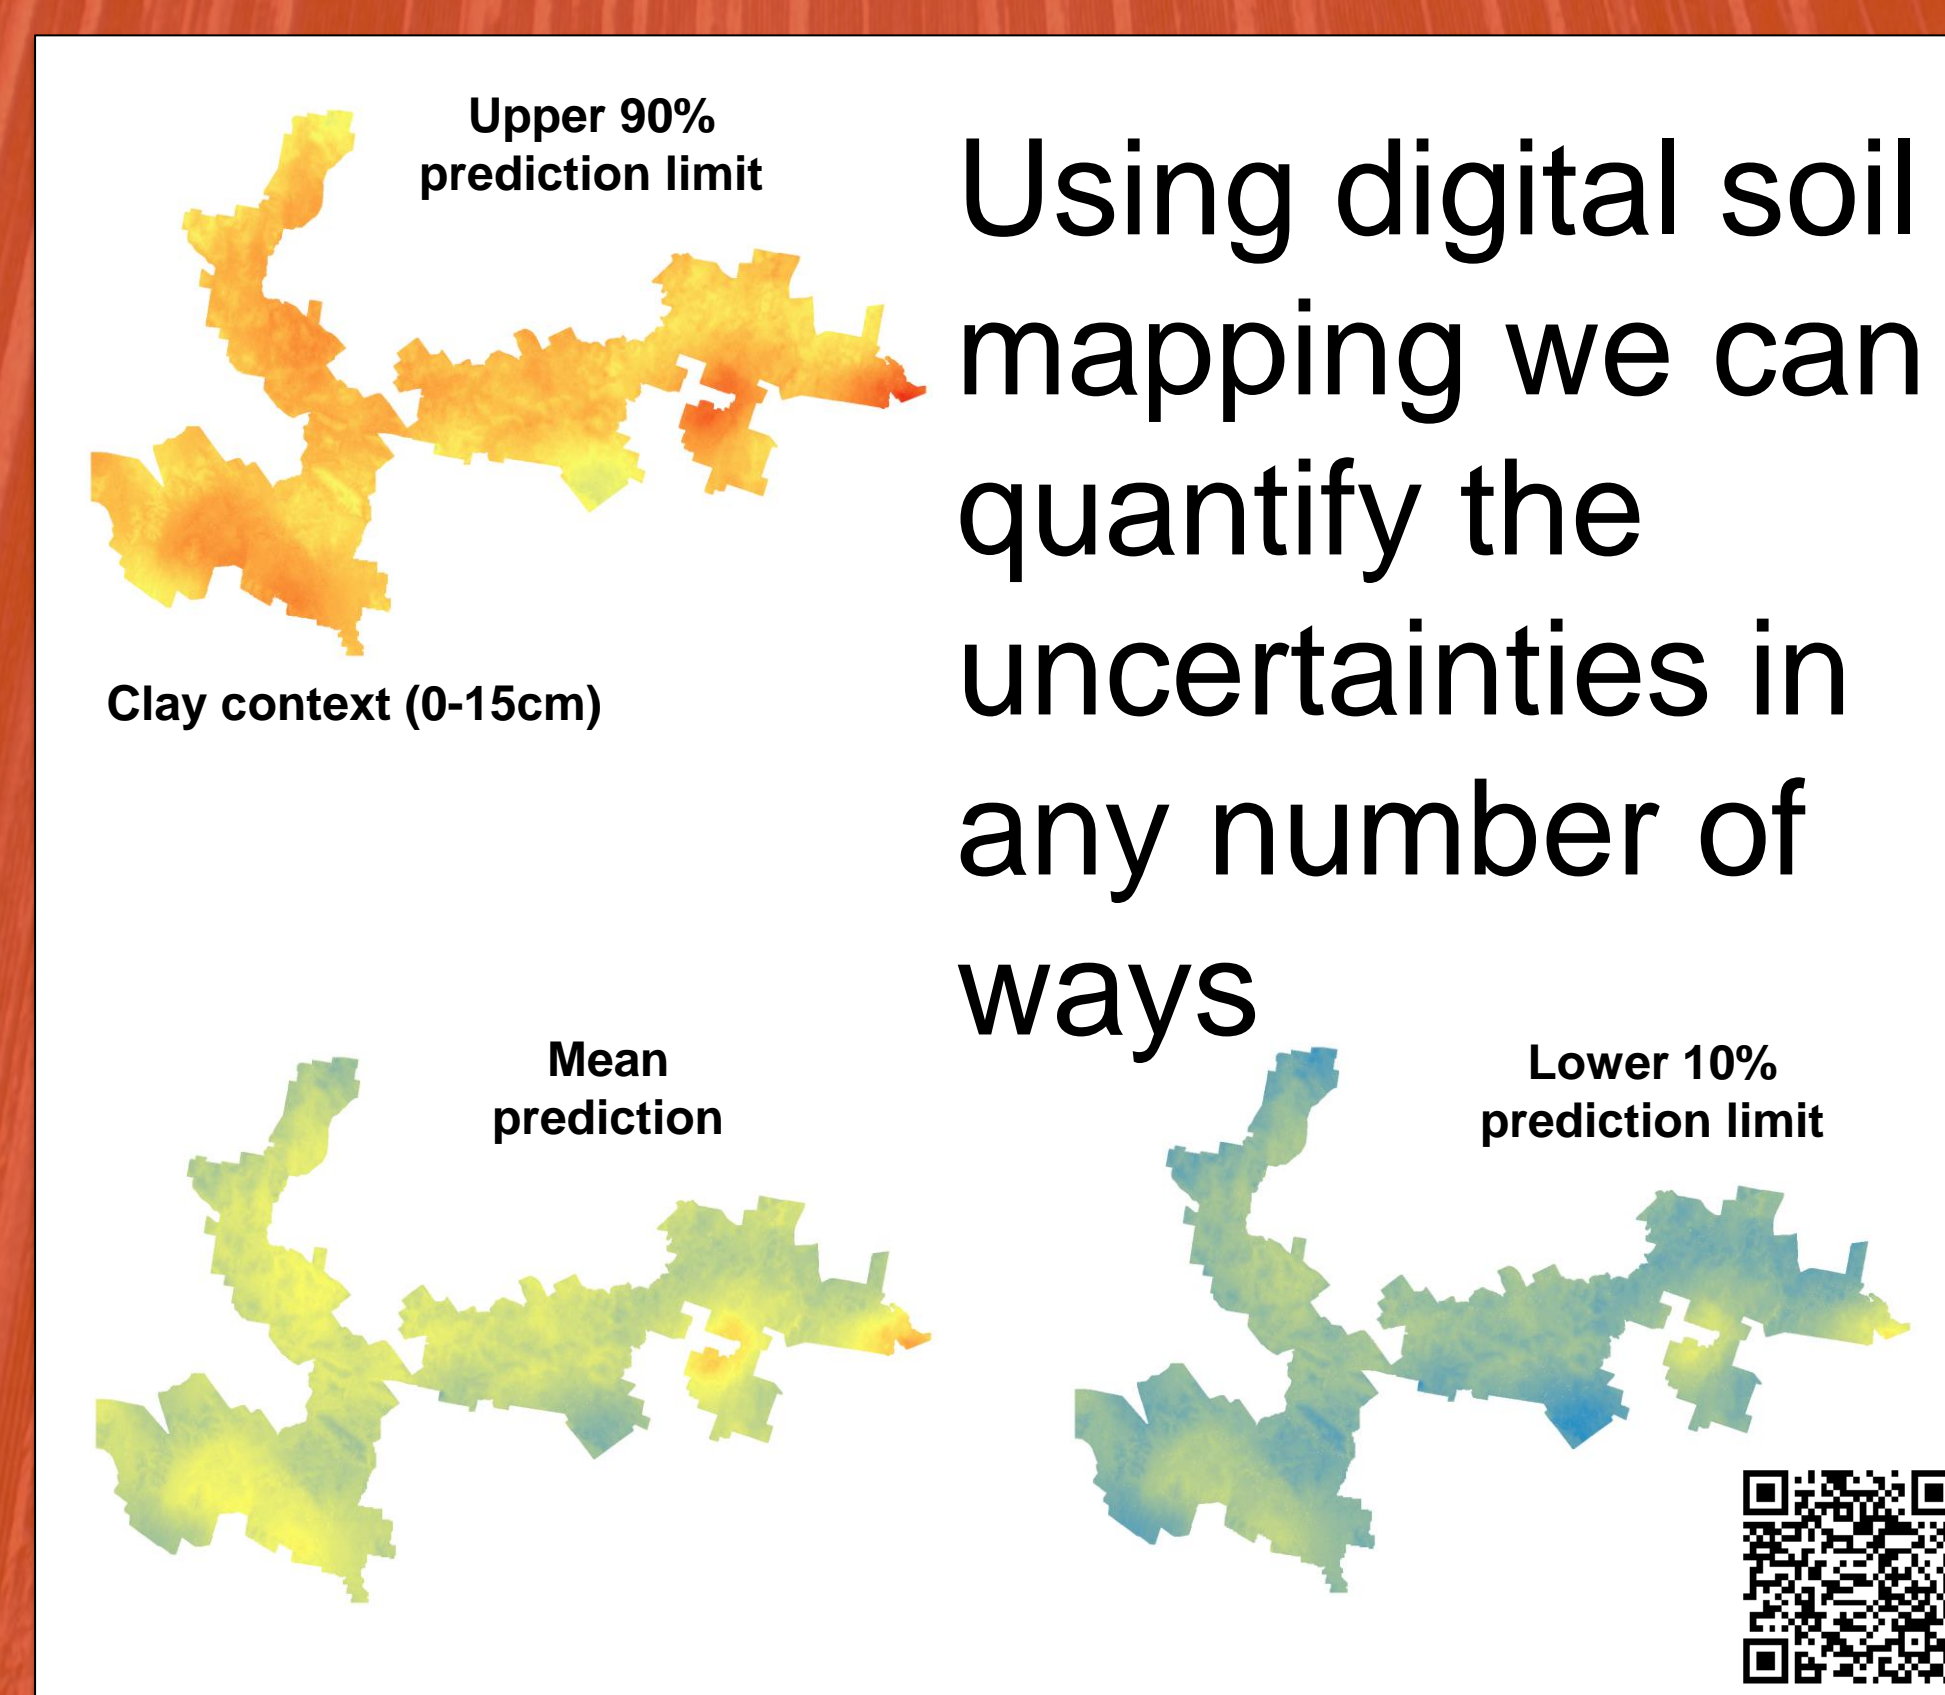 Upper 90%
prediction limit
Using digital soil
mapping we can
quantify the
uncertainties in
any number of
ways
Clay context (0-15cm)
Mean
prediction
Lower 10%
prediction limit